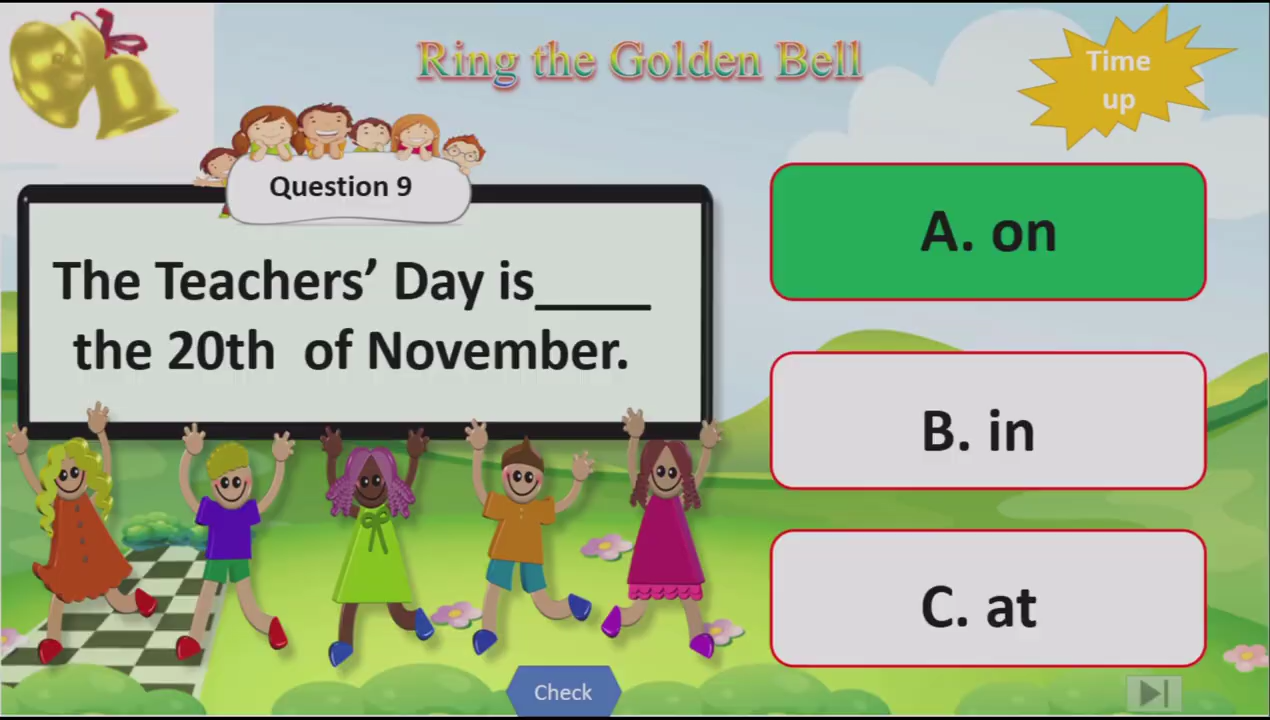 Ring the Golden Bell
Time
up
Question 9
The Teachers’ Day is____
the 20th of November.
A. on
B. in
C. at
Check